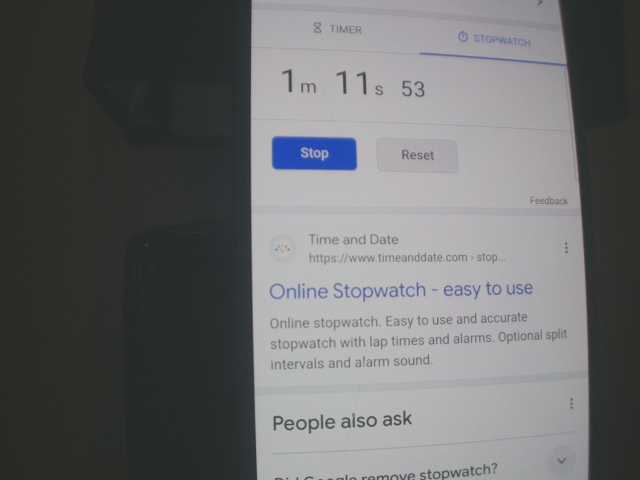 TIMER
STOPWATCH
1m 11s 53
Stop
Reset
Feedback
Time and Date
https://www.timeanddate.com › stop...
Online Stopwatch - easy to use
Online stopwatch. Easy to use and accurate
stopwatch with lap times and alarms. Optional split
intervals and alarm sound.
People also ask
Did Google remove stopwatch?